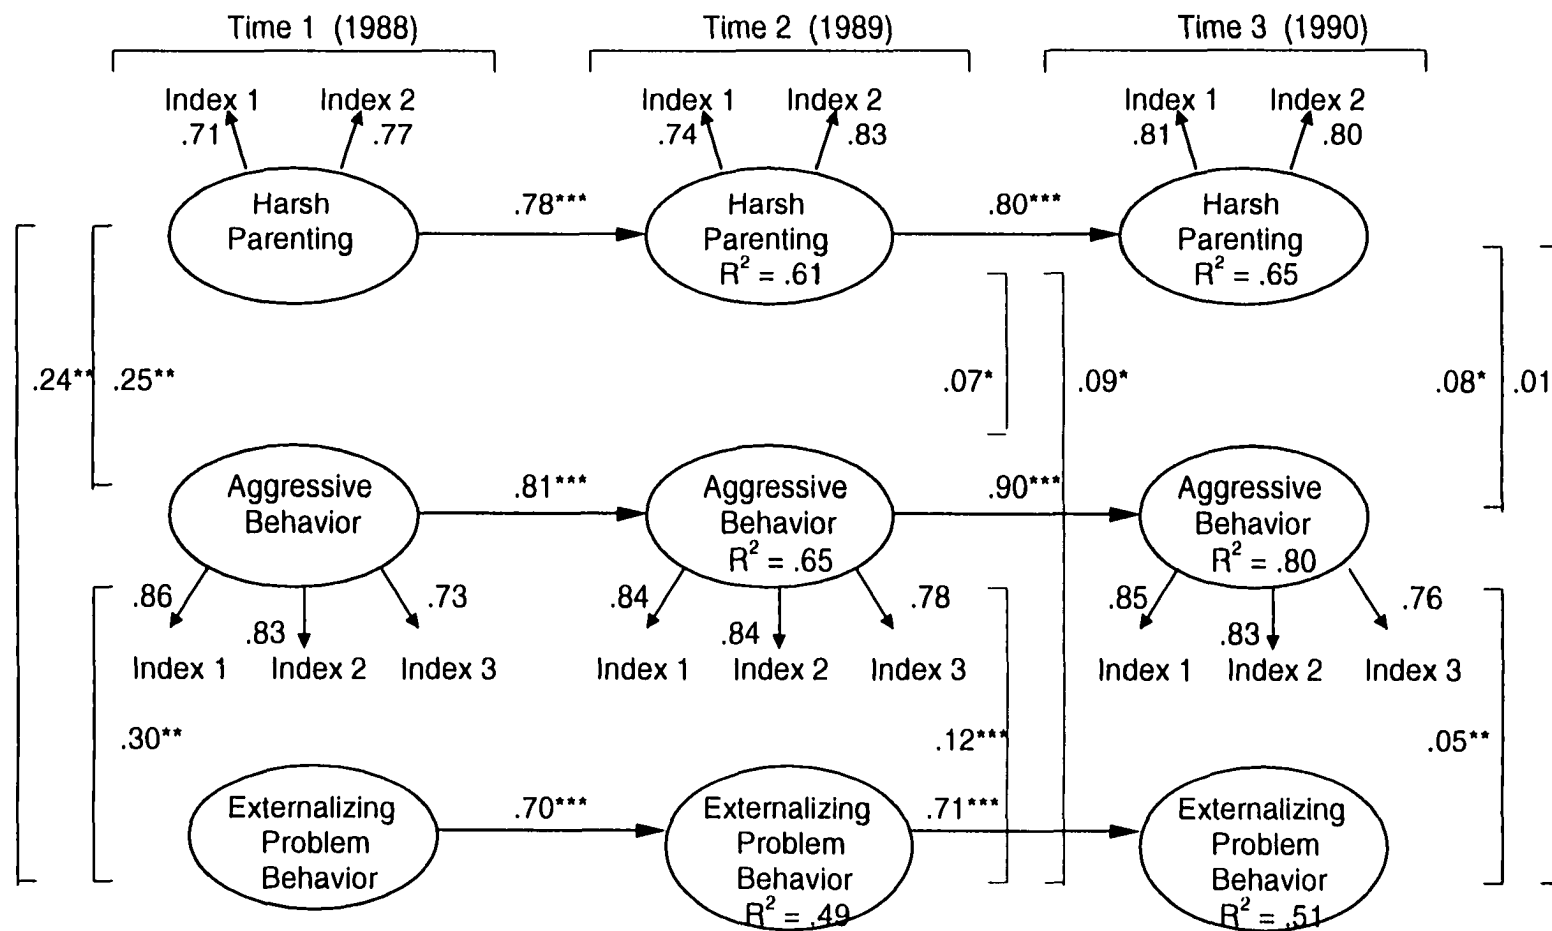 Time 1 (1988)
Time 2 (1989)
Time 3 (1990)
Index 1
Index 2
Index 1
Index 2
Index 1
Index 2
.71
.77
.74
.83
.81
.80
Harsh
Parenting
.78***
Harsh
Parenting
R² = .61
.80***
Harsh
Parenting
R² = .65
.24**
.25**
.07*
.09*
.08*
.01
Aggressive
Behavior
.81***
Aggressive
Behavior
R² = .65
.90***
Aggressive
Behavior
R² = .80
.86
.83
.73
.84
.84
.78
.85
.83
.76
Index 1
Index 2
Index 3
Index 1
Index 2
Index 3
Index 1
Index 2
Index 3
.30**
.12***
.05**
Externalizing
Problem
Behavior
.70***
Externalizing
Problem
Behavior
R² = .49
.71***
Externalizing
Problem
Behavior
R² = .51